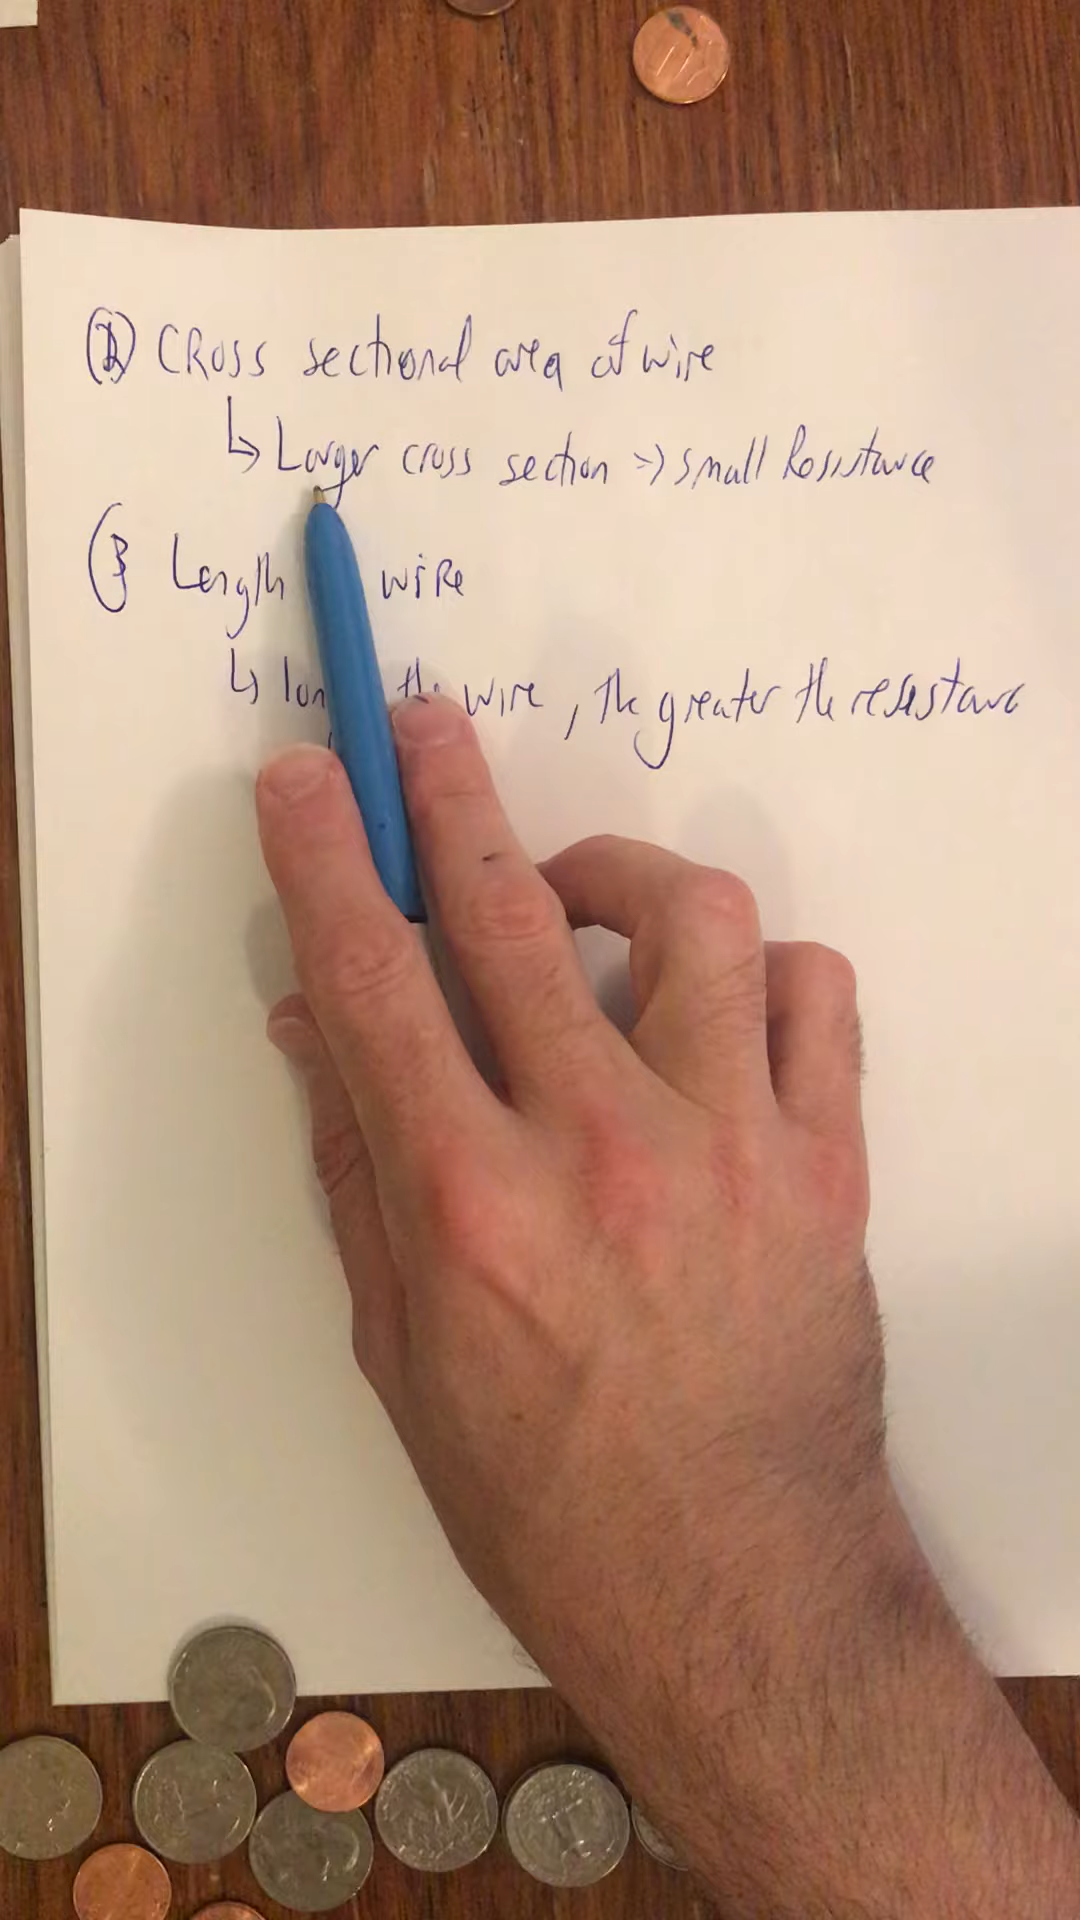 ② CRoss sectional area of wire
↳ Larger cross section => small Resistance
③ Length wiRe
↳ the wire, the greater the resistance